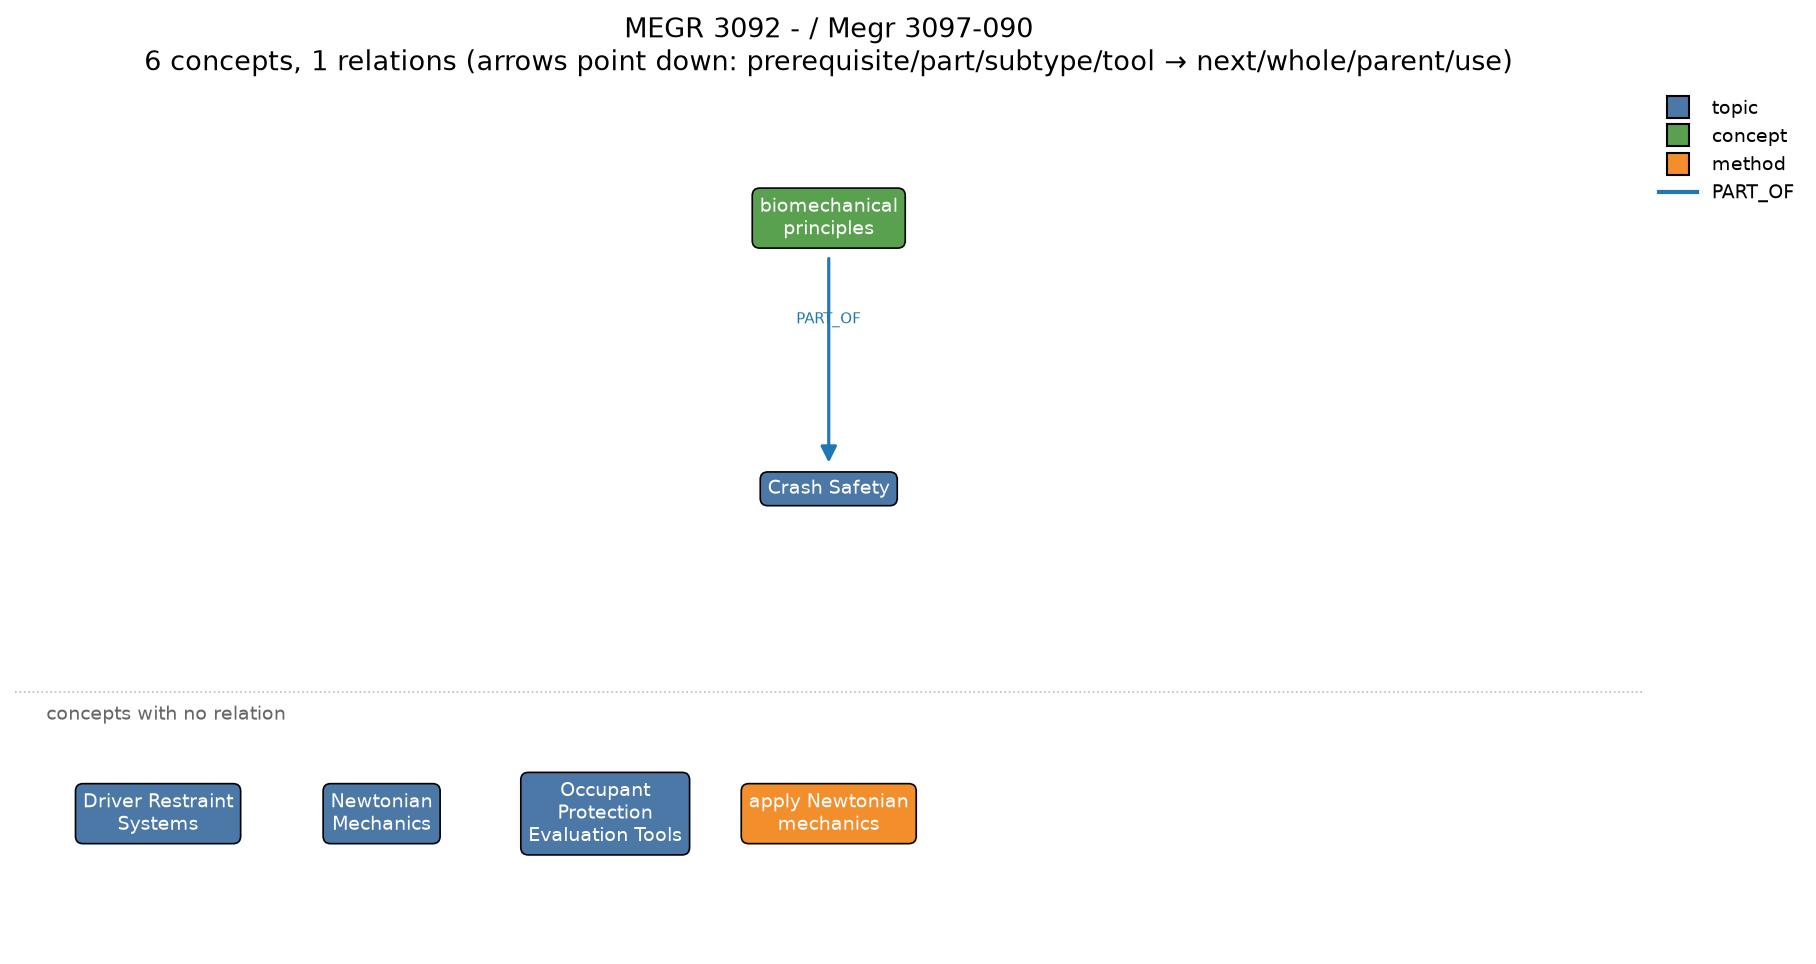 MEGR 3092 - / Megr 3097-090
6 concepts, 1 relations (arrows point down: prerequisite/part/subtype/tool → next/whole/parent/use)
topic
concept
method
PART_OF
biomechanical
principles
PART_OF
Crash Safety
concepts with no relation
Driver Restraint
Systems
Newtonian
Mechanics
Occupant
Protection
Evaluation Tools
apply Newtonian
mechanics